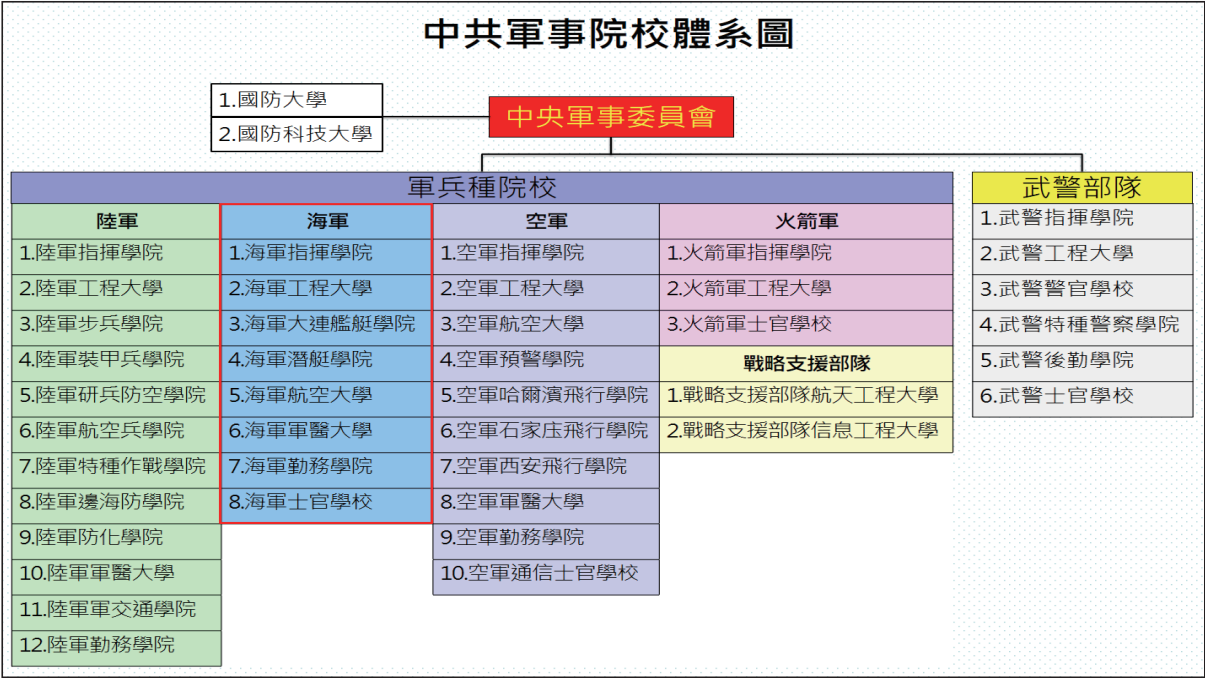 中共軍事院校體系圖
1.國防大學
2.國防科技大學
中央軍事委員會
軍兵種院校
陸軍
1.陸軍指揮學院
2.陸軍工程大學
3.陸軍步兵學院
4.陸軍裝甲兵學院
5.陸軍研兵防空學院
6.陸軍航空兵學院
7.陸軍特種作戰學院
8.陸軍邊海防學院
9.陸軍防化學院
10.陸軍軍醫大學
11.陸軍軍交通學院
12.陸軍勤務學院
海軍
1.海軍指揮學院
2.海軍工程大學
3.海軍大連艦艇學院
4.海軍潛艇學院
5.海軍航空大學
6.海軍軍醫大學
7.海軍勤務學院
8.海軍士官學校
空軍
1.空軍指揮學院
2.空軍工程大學
3.空軍航空大學
4.空軍預警學院
5.空軍哈爾濱飛行學院
6.空軍石家庄飛行學院
7.空軍西安飛行學院
8.空軍軍醫大學
9.空軍勤務學院
10.空軍通信士官學校
火箭軍
1.火箭軍指揮學院
2.火箭軍工程大學
3.火箭軍士官學校
戰略支援部隊
1.戰略支援部隊航天工程大學
2.戰略支援部隊信息工程大學
武警部隊
1.武警指揮學院
2.武警工程大學
3.武警警官學校
4.武警特種警察學院
5.武警後勤學院
6.武警士官學校